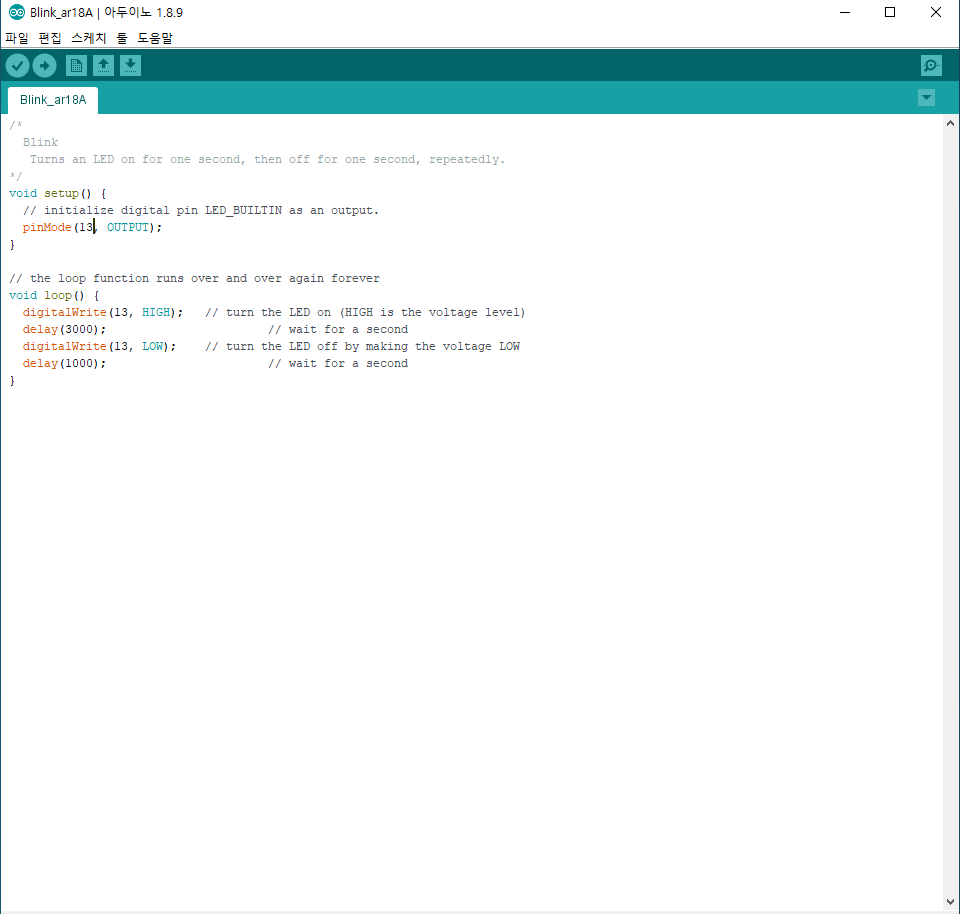 Blink_ar18A | 아두이노 1.8.9
파일 편집 스케치 툴 도움말
Blink_ar18A
/*
Blink
Turns an LED on for one second, then off for one second, repeatedly.
*/
void setup() {
// initialize digital pin LED_BUILTIN as an output.
pinMode(13, OUTPUT);
}
// the loop function runs over and over again forever
void loop() {
digitalWrite(13, HIGH); // turn the LED on (HIGH is the voltage level)
delay(3000); // wait for a second
digitalWrite(13, LOW); // turn the LED off by making the voltage LOW
delay(1000); // wait for a second
}